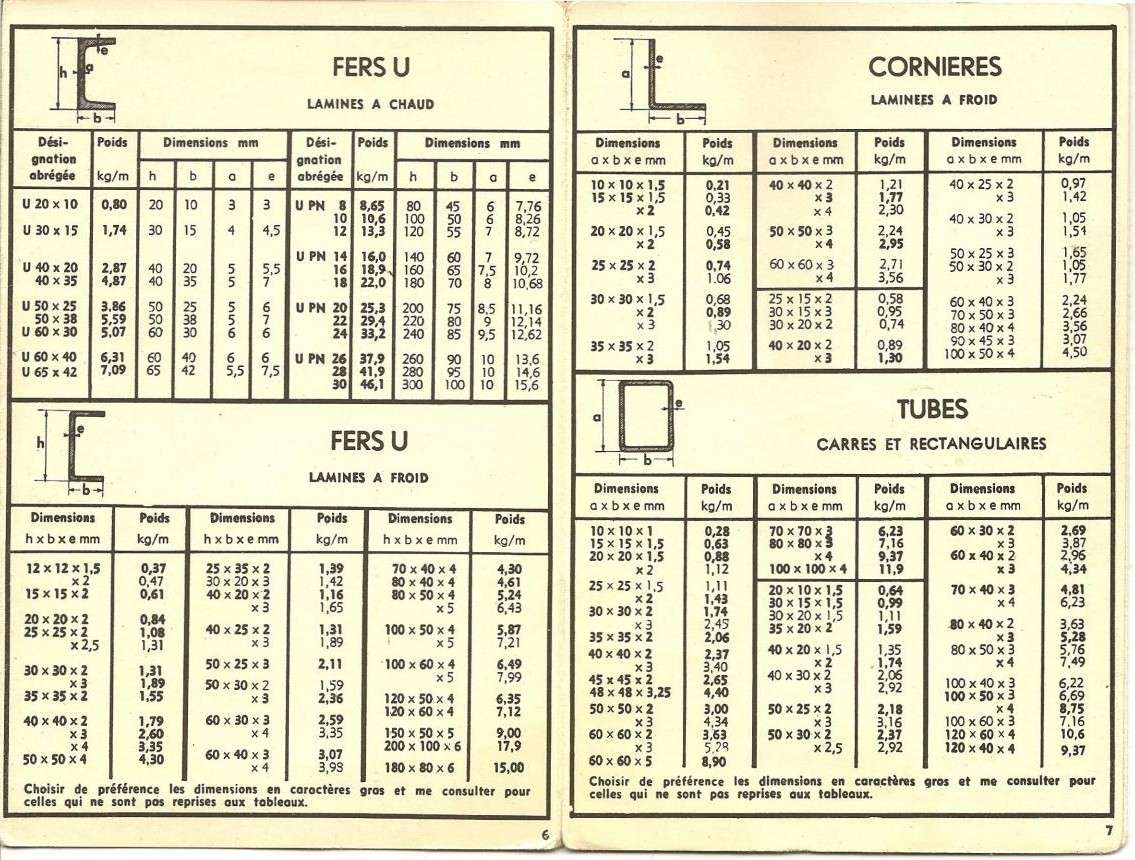 FERS U
LAMINES A CHAUD
h a e b
Dési- Poids Dimensions mm Dési- Poids Dimensions mm
gnation gnation
abrégée kg/m h b a e abrégée kg/m h b a e
U 20 x 10 0,80 20 10 3 3 U PN 8 8,65 80 45 6 7,76
10 10,6 100 50 6 8,26
U 30 x 15 1,74 30 15 4 4,5 12 13,3 120 55 7 8,72
U PN 14 16,0 140 60 7 9,72
U 40 x 20 2,87 40 20 5 5,5 16 18,9 160 65 7,5 10,2
40 x 35 4,87 40 35 5 7 18 22,0 180 70 8 10,68
U 50 x 25 3.86 50 25 5 6 U PN 20 25,3 200 75 8,5 11,16
50 x 38 5,59 50 38 5 7 22 29,4 220 80 9 12,14
U 60 x 30 5,07 60 30 6 6 24 33,2 240 85 9,5 12,62
U 60 x 40 6,31 60 40 6 6 U PN 26 37,9 260 90 10 13,6
U 65 x 42 7,09 65 42 5,5 7,5 28 41,9 280 95 10 14,6
30 46,1 300 100 10 15,6
FERS U
LAMINES A FROID
h e b
Dimensions Poids Dimensions Poids Dimensions Poids
h x b x e mm kg/m h x b x e mm kg/m h x b x e mm kg/m
12 x 12 x 1,5 0,37 25 x 35 x 2 1,39 70 x 40 x 4 4,30
x 2 0,47 30 x 20 x 3 1,42 80 x 40 x 4 4,61
15 x 15 x 2 0,61 40 x 20 x 2 1,16 80 x 50 x 4 5,24
x 3 1,65 x 5 6,43
20 x 20 x 2 0,84
25 x 25 x 2 1,08 40 x 25 x 2 1,31 100 x 50 x 4 5,87
x 2,5 1,31 x 3 1,89 x 5 7,21
50 x 25 x 3 2,11 100 x 60 x 4 6,49
30 x 30 x 2 1,31 x 5 7,99
x 3 1,89 50 x 30 x 2 1,59
35 x 35 x 2 1,55 x 3 2,36 120 x 50 x 4 6,35
120 x 60 x 4 7,12
40 x 40 x 2 1,79 60 x 30 x 3 2,59
x 3 2,60 x 4 3,35 150 x 50 x 5 9,00
x 4 3,35 200 x 100 x 6 17,9
50 x 50 x 4 4,30 60 x 40 x 3 3,07
x 4 3,98 180 x 80 x 6 15,00
Choisir de préférence les dimensions en caractères gras et me consulter pour
celles qui ne sont pas reprises aux tableaux.
6
CORNIERES
LAMINEES A FROID
a e b
Dimensions Poids Dimensions Poids Dimensions Poids
a x b x e mm kg/m a x b x e mm kg/m a x b x e mm kg/m
10 x 10 x 1,5 0,21 40 x 40 x 2 1,21 40 x 25 x 2 0,97
15 x 15 x 1,5 0,33 x 3 1,77 x 3 1,42
x 2 0,42 x 4 2,30
40 x 30 x 2 1,05
20 x 20 x 1,5 0,45 50 x 50 x 3 2,24 x 3 1,54
x 2 0,58 x 4 2,95
50 x 25 x 3 1,65
25 x 25 x 2 0,74 60 x 60 x 3 2,71 50 x 30 x 2 1,05
x 3 1.06 x 4 3,56 x 3 1,77
30 x 30 x 1,5 0,68 25 x 15 x 2 0,58 60 x 40 x 3 2,24
x 2 0,89 30 x 15 x 3 0,95 70 x 50 x 3 2,66
x 3 1,30 30 x 20 x 2 0,74 80 x 40 x 4 3,56
90 x 45 x 3 3,07
35 x 35 x 2 1,05 40 x 20 x 2 0,89 100 x 50 x 4 4,50
x 3 1,54 x 3 1,30
TUBES
CARRES ET RECTANGULAIRES
a e b
Dimensions Poids Dimensions Poids Dimensions Poids
a x b x e mm kg/m a x b x e mm kg/m a x b x e mm kg/m
10 x 10 x 1 0,28 70 x 70 x 3 6,23 60 x 30 x 2 2,69
15 x 15 x 1,5 0,63 80 x 80 x 3 7,16 x 3 3,87
20 x 20 x 1,5 0,88 x 4 9,37 60 x 40 x 2 2,96
x 2 1,12 100 x 100 x 4 11,9 x 3 4,34
25 x 25 x 1,5 1,11 20 x 10 x 1,5 0,64 70 x 40 x 3 4,81
x 2 1,43 30 x 15 x 1,5 0,99 x 4 6,23
30 x 30 x 2 1,74 30 x 20 x 1,5 1,11
x 3 2,45 35 x 20 x 2 1,59 80 x 40 x 2 3,63
35 x 35 x 2 2,06 x 3 5,28
40 x 40 x 2 2,37 40 x 20 x 1,5 1,35 80 x 50 x 3 5,76
x 3 3,40 x 2 1,74 x 4 7,49
45 x 45 x 2 2,65 40 x 30 x 2 2,06
48 x 48 x 3,25 4,40 x 3 2,92 100 x 40 x 3 6,22
100 x 50 x 3 6,69
50 x 50 x 2 3,00 50 x 25 x 2 2,18 x 4 8,75
x 3 4,34 x 3 3,16 100 x 60 x 3 7,16
60 x 60 x 2 3,63 50 x 30 x 2 2,37 120 x 60 x 4 10,6
x 3 5,28 x 2,5 2,92 120 x 40 x 4 9,37
60 x 60 x 5 8,90
Choisir de préférence les dimensions en caractères gras et me consulter pour
celles qui ne sont pas reprises aux tableaux.
7